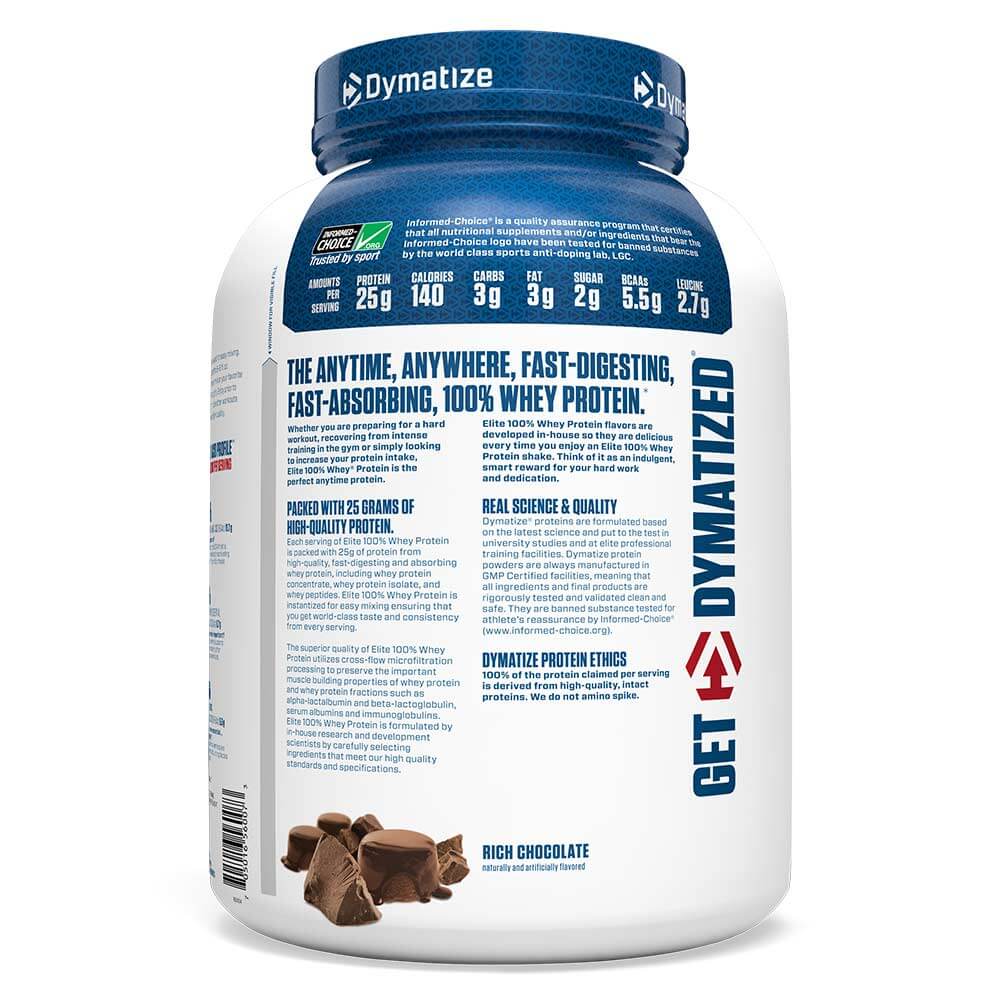 Dymatize
Dyma
INFORMED-CHOICE.ORG
Trusted by sport
Informed-Choice® is a quality assurance program that certifies
that all nutritional supplements and/or ingredients that bear the
Informed-Choice logo have been tested for banned substances
by the world class sports anti-doping lab, LGC.
AMOUNTS PER SERVING
PROTEIN 25g
CALORIES 140
CARBS 3g
FAT 3g
SUGAR 2g
BCAAs 5.5g
LEUCINE 2.7g
WINDOW FOR VISIBLE FILL
THE ANYTIME, ANYWHERE, FAST-DIGESTING,
FAST-ABSORBING, 100% WHEY PROTEIN.*
Whether you are preparing for a hard
workout, recovering from intense
training in the gym or simply looking
to increase your protein intake,
Elite 100% Whey® Protein is the
perfect anytime protein.
PACKED WITH 25 GRAMS OF
HIGH-QUALITY PROTEIN.
Each serving of Elite 100% Whey Protein
is packed with 25g of protein from
high-quality, fast-digesting and absorbing
whey protein, including whey protein
concentrate, whey protein isolate, and
whey peptides. Elite 100% Whey Protein is
instantized for easy mixing ensuring that
you get world-class taste and consistency
from every serving.
The superior quality of Elite 100% Whey
Protein utilizes cross-flow microfiltration
processing to preserve the important
muscle building properties of whey protein
and whey protein fractions such as
alpha-lactalbumin and beta-lactoglobulin,
serum albumins and immunoglobulins.
Elite 100% Whey Protein is formulated by
in-house research and development
scientists by carefully selecting
ingredients that meet our high quality
standards and specifications.
Elite 100% Whey Protein flavors are
developed in-house so they are delicious
every time you enjoy an Elite 100% Whey
Protein shake. Think of it as an indulgent,
smart reward for your hard work
and dedication.
REAL SCIENCE & QUALITY
Dymatize® proteins are formulated based
on the latest science and put to the test in
university studies and at elite professional
training facilities. Dymatize protein
powders are always manufactured in
GMP Certified facilities, meaning that
all ingredients and final products are
rigorously tested and validated clean and
safe. They are banned substance tested for
athlete's reassurance by Informed-Choice®
(www.informed-choice.org).
DYMATIZE PROTEIN ETHICS
100% of the protein claimed per serving
is derived from high-quality, intact
proteins. We do not amino spike.
GET DYMATIZED®
RICH CHOCOLATE
naturally and artificially flavored
7 05016 56007 3